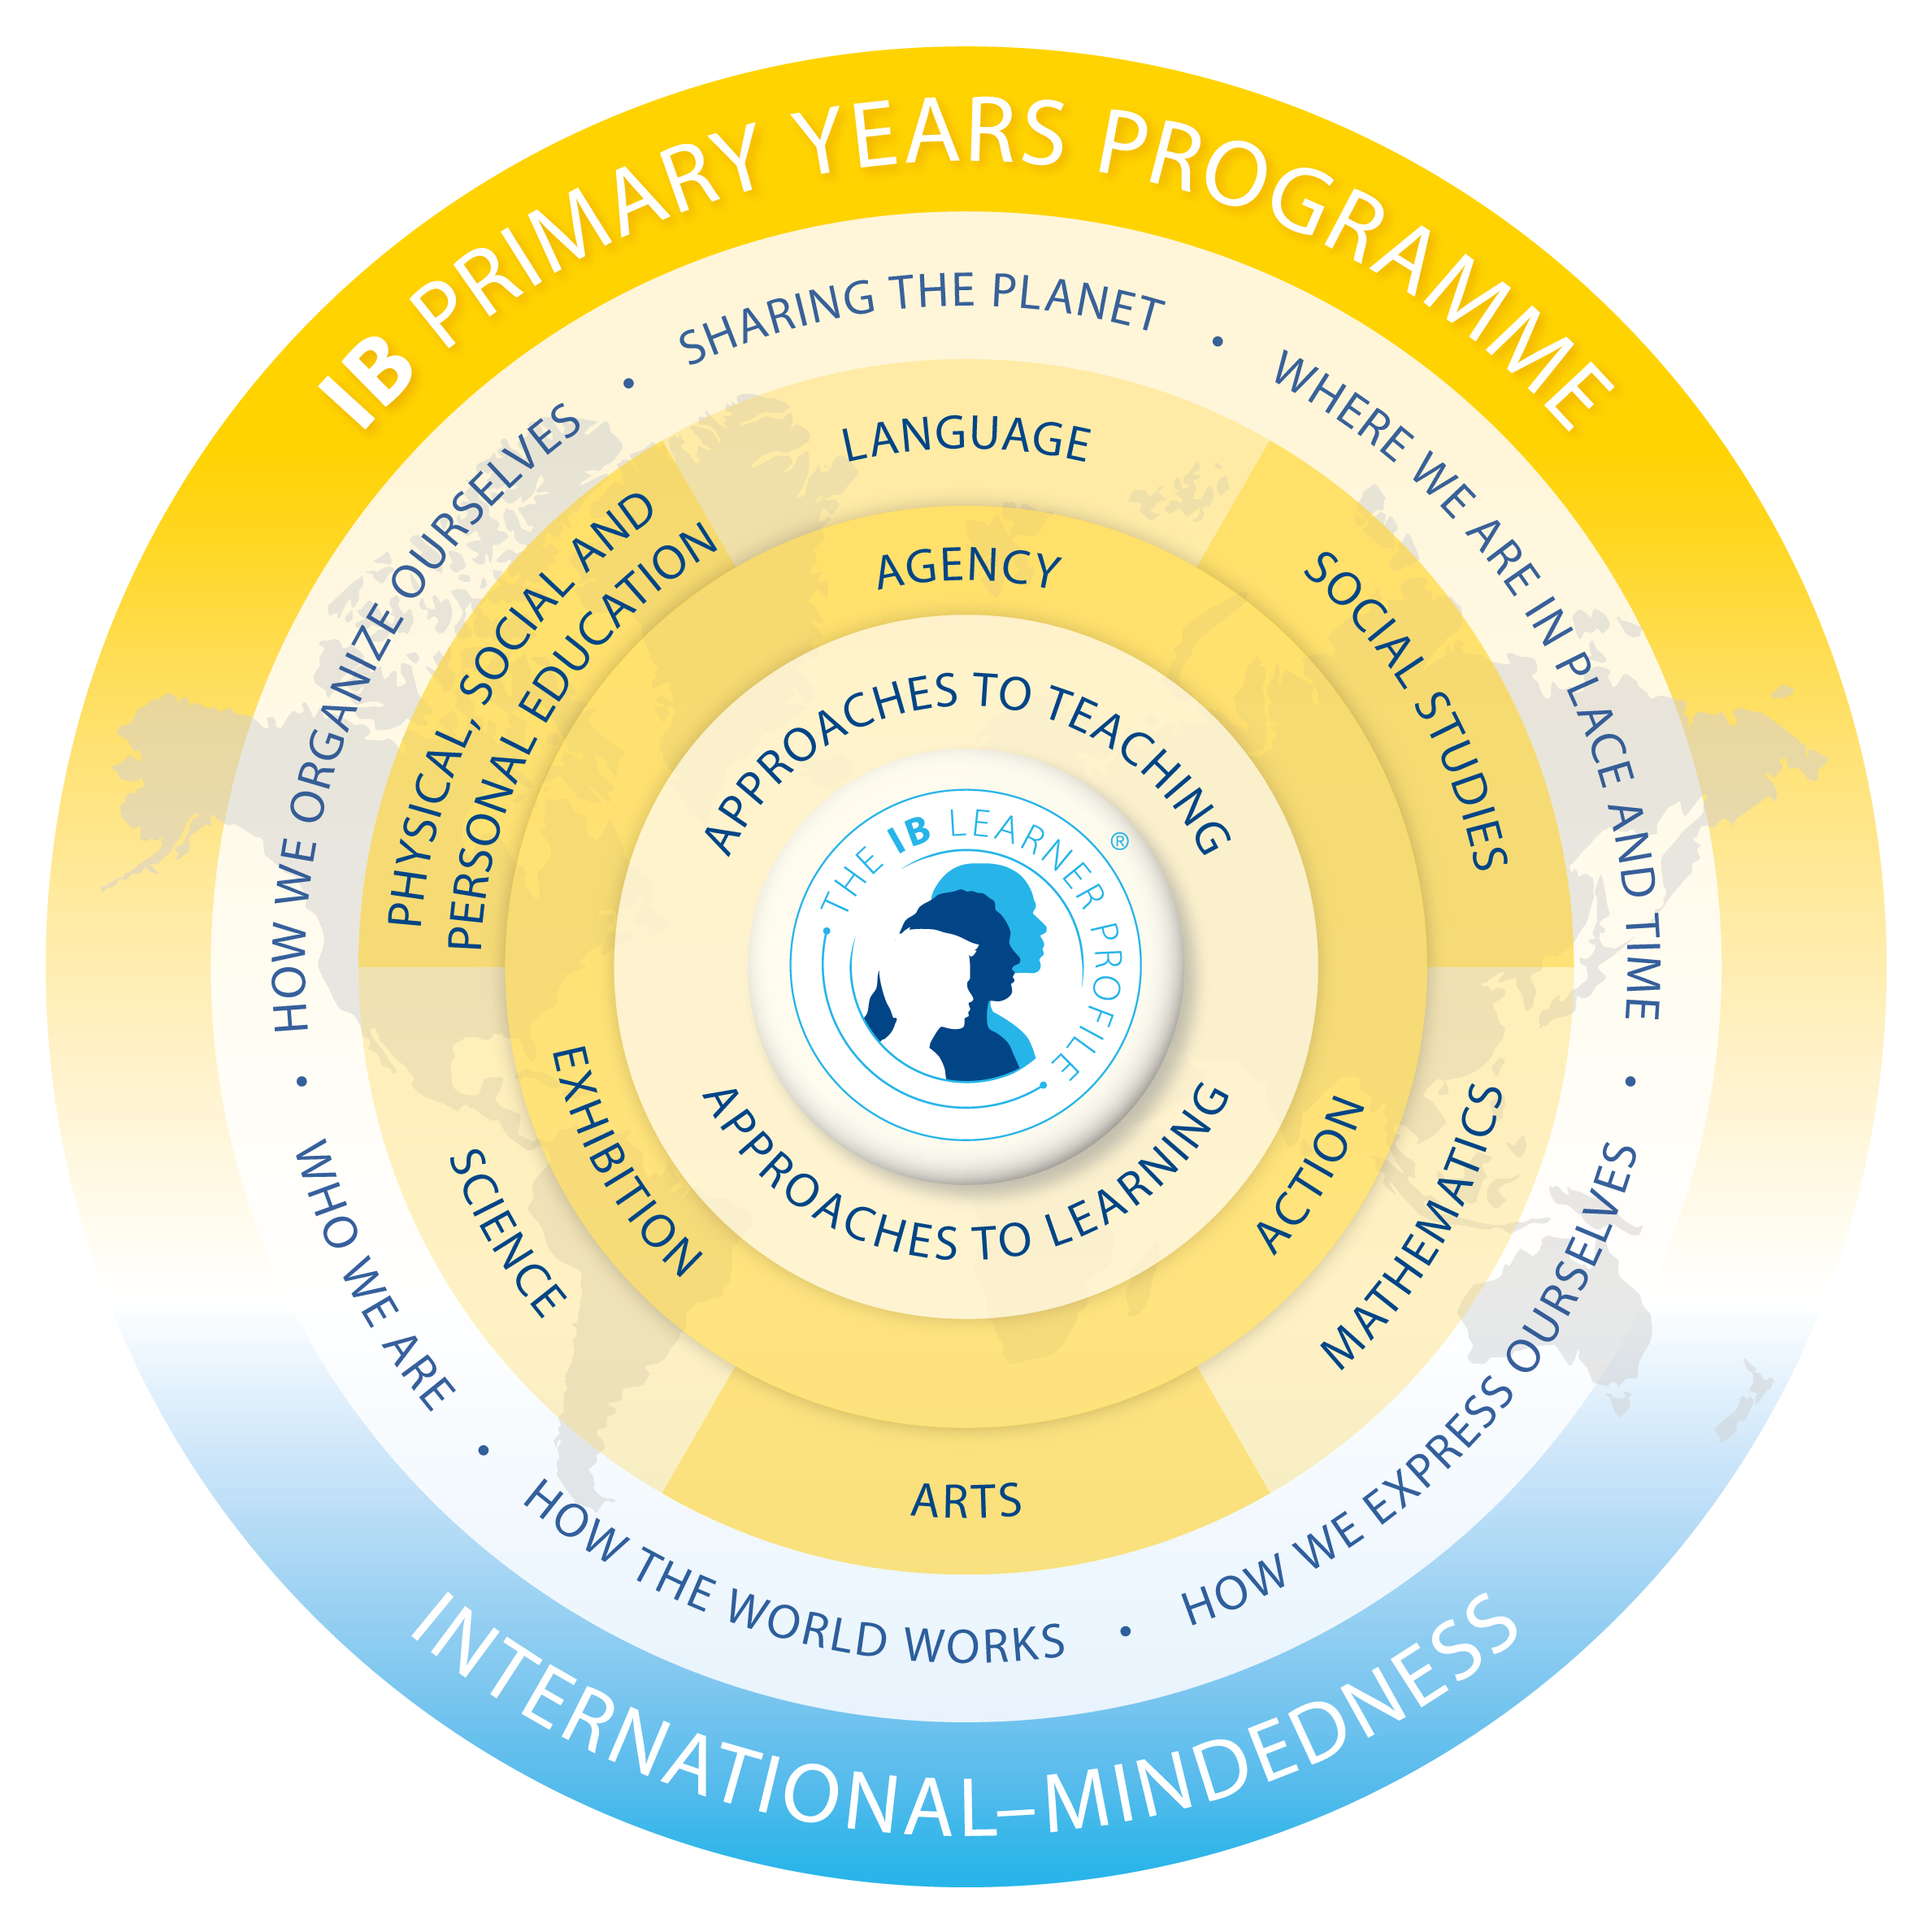 IB PRIMARY YEARS PROGRAMME
SHARING THE PLANET
•
WHERE WE ARE IN PLACE AND TIME
•
HOW WE EXPRESS OURSELVES
•
HOW THE WORLD WORKS
•
WHO WE ARE
•
HOW WE ORGANIZE OURSELVES
•
LANGUAGE
SOCIAL STUDIES
MATHEMATICS
ARTS
SCIENCE
PHYSICAL, SOCIAL AND
PERSONAL EDUCATION
AGENCY
ACTION
EXHIBITION
APPROACHES TO TEACHING
THE IB LEARNER PROFILE
®
APPROACHES TO LEARNING
INTERNATIONAL–MINDEDNESS